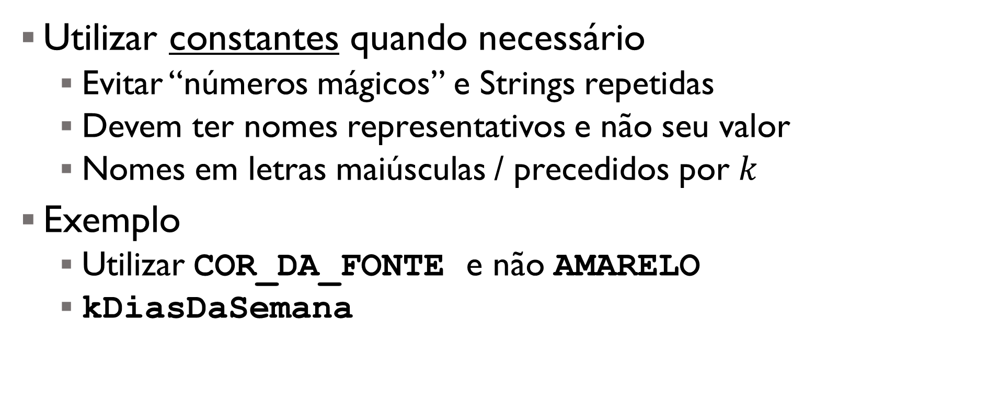 Utilizar constantes quando necessário
Evitar “números mágicos” e Strings repetidas
Devem ter nomes representativos e não seu valor
Nomes em letras maiúsculas / precedidos por k
Exemplo
Utilizar COR_DA_FONTE e não AMARELO
kDiasDaSemana